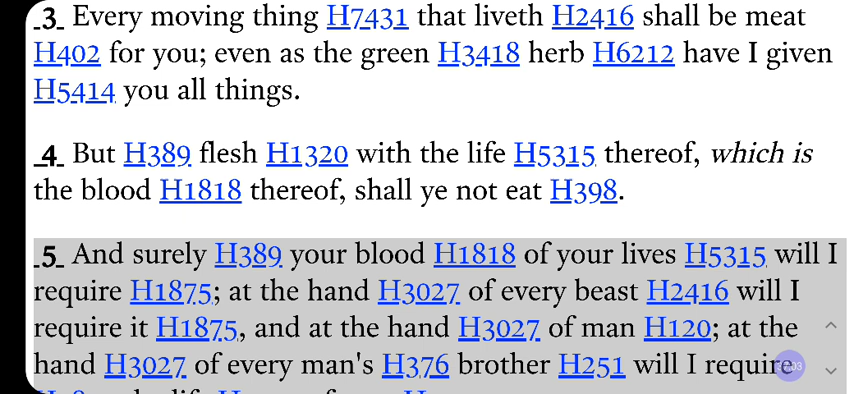 3 Every moving thing H7431 that liveth H2416 shall be meat
H402 for you; even as the green H3418 herb H6212 have I given
H5414 you all things.
4 But H389 flesh H1320 with the life H5315 thereof, which is
the blood H1818 thereof, shall ye not eat H398.
5 And surely H389 your blood H1818 of your lives H5315 will I
require H1875; at the hand H3027 of every beast H2416 will I
require it H1875, and at the hand H3027 of man H120; at the
hand H3027 of every man's H376 brother H251 will I require